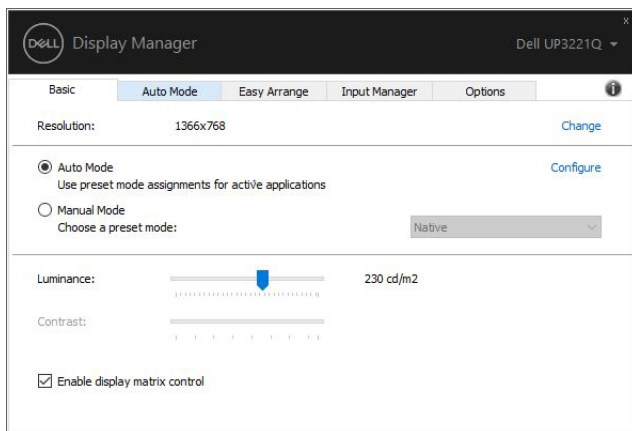 DELL Display Manager Dell UP3221Q
x
Basic Auto Mode Easy Arrange Input Manager Options i
Resolution: 1366x768 Change
Auto Mode Configure
Use preset mode assignments for active applications
Manual Mode
Choose a preset mode: Native
Luminance: 230 cd/m2
Contrast:
Enable display matrix control